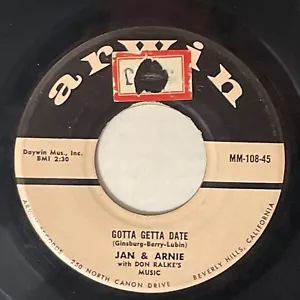 arwin
Daywin Mus., Inc.
BMI 2:30
MM-108-45
GOTTA GETTA DATE
(Ginsburg-Berry-Lubin)
JAN & ARNIE
with DON RALKE'S
MUSIC
250 NORTH CANON DRIVE
BEVERLY HILLS, CALIFORNIA